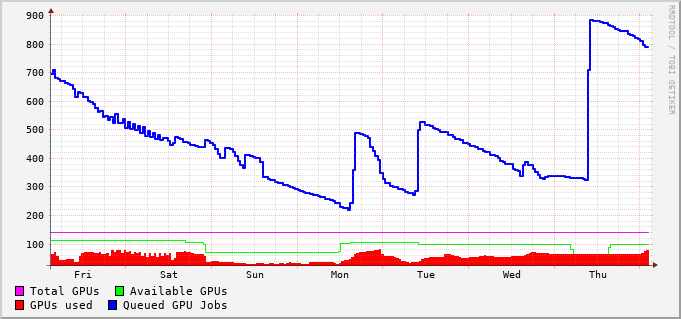 900
800
700
600
500
400
300
200
100
Fri Sat Sun Mon Tue Wed Thu
Total GPUs Available GPUs
GPUs used Queued GPU Jobs
RRDTOOL / TOBI OETIKER